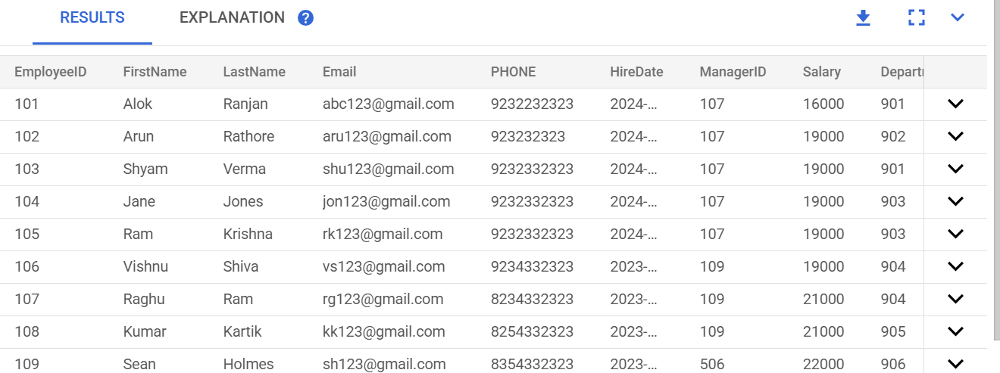 RESULTS EXPLANATION ?
EmployeeID FirstName LastName Email PHONE HireDate ManagerID Salary Depart
101 Alok Ranjan abc123@gmail.com 9232232323 2024-... 107 16000 901
102 Arun Rathore aru123@gmail.com 923232323 2024-... 107 19000 902
103 Shyam Verma shu123@gmail.com 9232332323 2024-... 107 19000 901
104 Jane Jones jon123@gmail.com 9232332323 2024-... 107 19000 903
105 Ram Krishna rk123@gmail.com 9232332323 2024-... 107 19000 903
106 Vishnu Shiva vs123@gmail.com 9234332323 2023-... 109 19000 904
107 Raghu Ram rg123@gmail.com 8234332323 2023-... 109 21000 904
108 Kumar Kartik kk123@gmail.com 8254332323 2023-... 109 21000 905
109 Sean Holmes sh123@gmail.com 8354332323 2023-... 506 22000 906